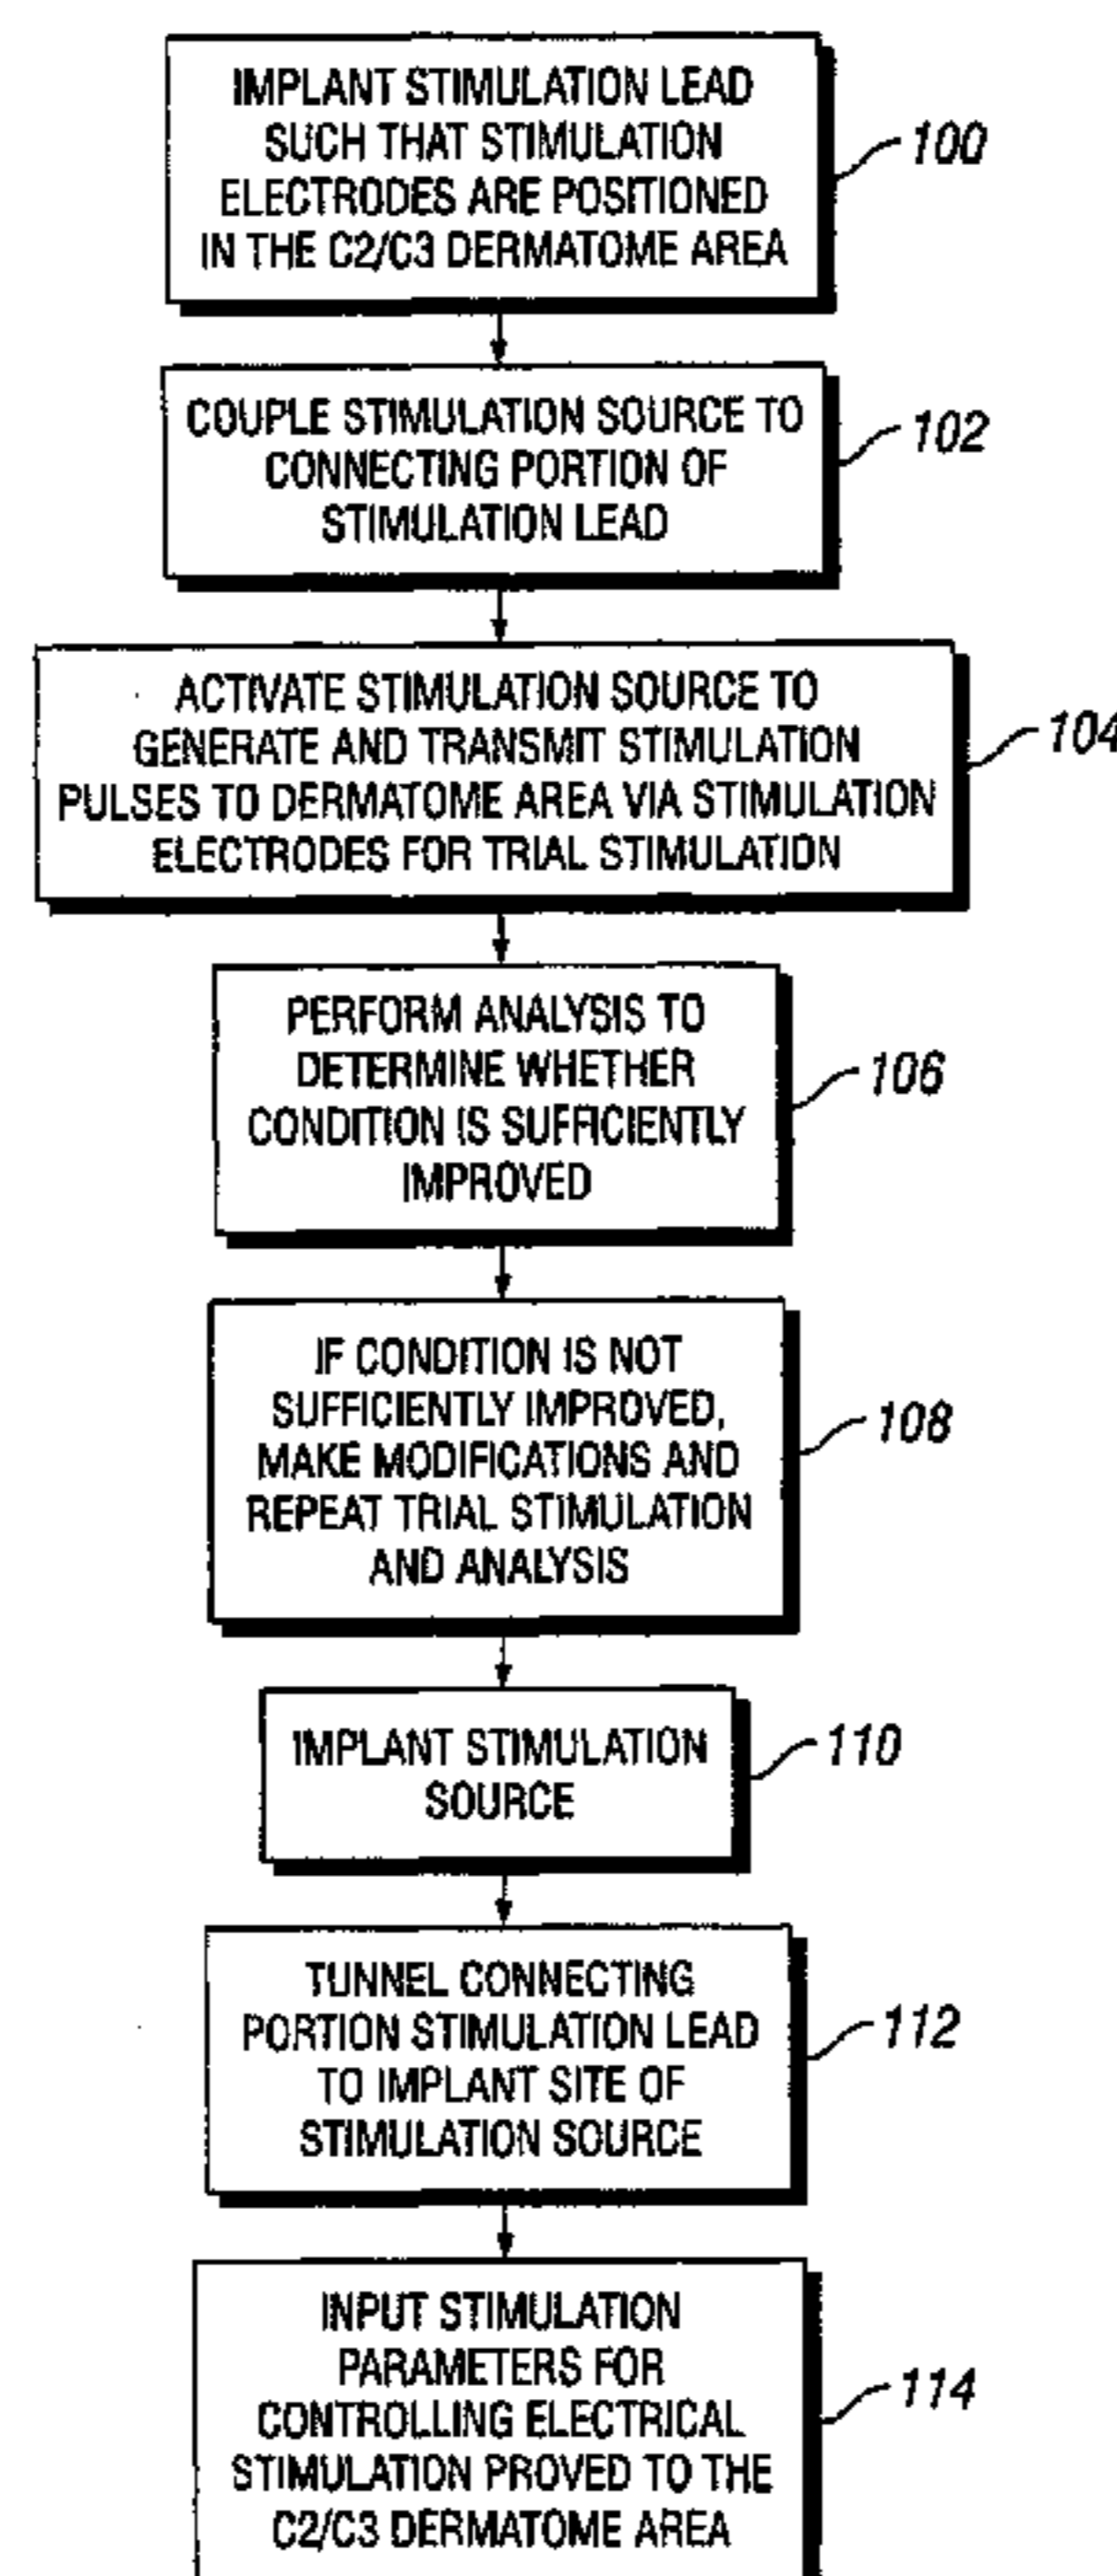 IMPLANT STIMULATION LEAD
SUCH THAT STIMULATION
ELECTRODES ARE POSITIONED
IN THE C2/C3 DERMATOME AREA
100
COUPLE STIMULATION SOURCE TO
CONNECTING PORTION OF
STIMULATION LEAD
102
ACTIVATE STIMULATION SOURCE TO
GENERATE AND TRANSMIT STIMULATION
PULSES TO DERMATOME AREA VIA STIMULATION
ELECTRODES FOR TRIAL STIMULATION
104
PERFORM ANALYSIS TO
DETERMINE WHETHER
CONDITION IS SUFFICIENTLY
IMPROVED
106
IF CONDITION IS NOT
SUFFICIENTLY IMPROVED,
MAKE MODIFICATIONS AND
REPEAT TRIAL STIMULATION
AND ANALYSIS
108
IMPLANT STIMULATION
SOURCE
110
TUNNEL CONNECTING
PORTION STIMULATION LEAD
TO IMPLANT SITE OF
STIMULATION SOURCE
112
INPUT STIMULATION
PARAMETERS FOR
CONTROLLING ELECTRICAL
STIMULATION PROVED TO THE
C2/C3 DERMATOME AREA
114